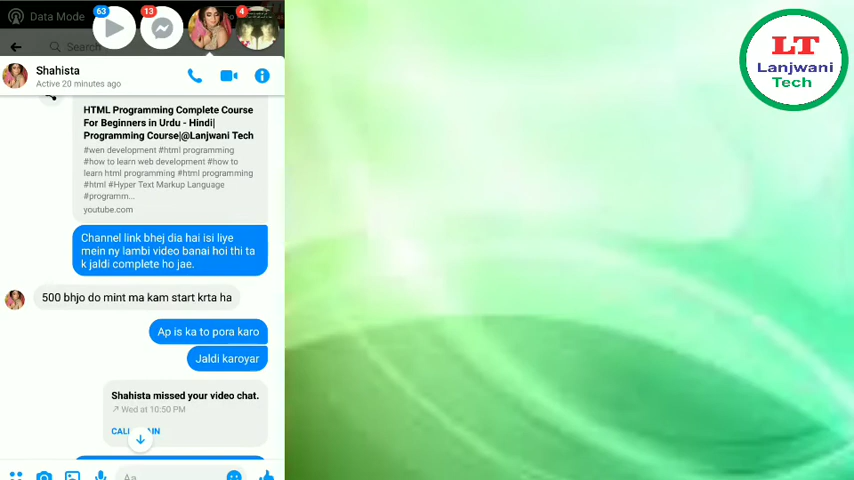 Data Mode
63
13
4
Search
Shahista
Active 20 minutes ago
HTML Programming Complete Course
For Beginners in Urdu - Hindi|
Programming Course|@Lanjwani Tech
#wen development #html programming
#how to learn web development #how to
learn html programming #html programming
#html #Hyper Text Markup Language
#programm...
youtube.com
Channel link bhej dia hai isi liye
mein ny lambi video banai hoi thi ta
k jaldi complete ho jae.
500 bhjo do mint ma kam start krta ha
Ap is ka to pora karo
Jaldi karoyar
Shahista missed your video chat.
Wed at 10:50 PM
Aa
LT
Lanjwani
Tech